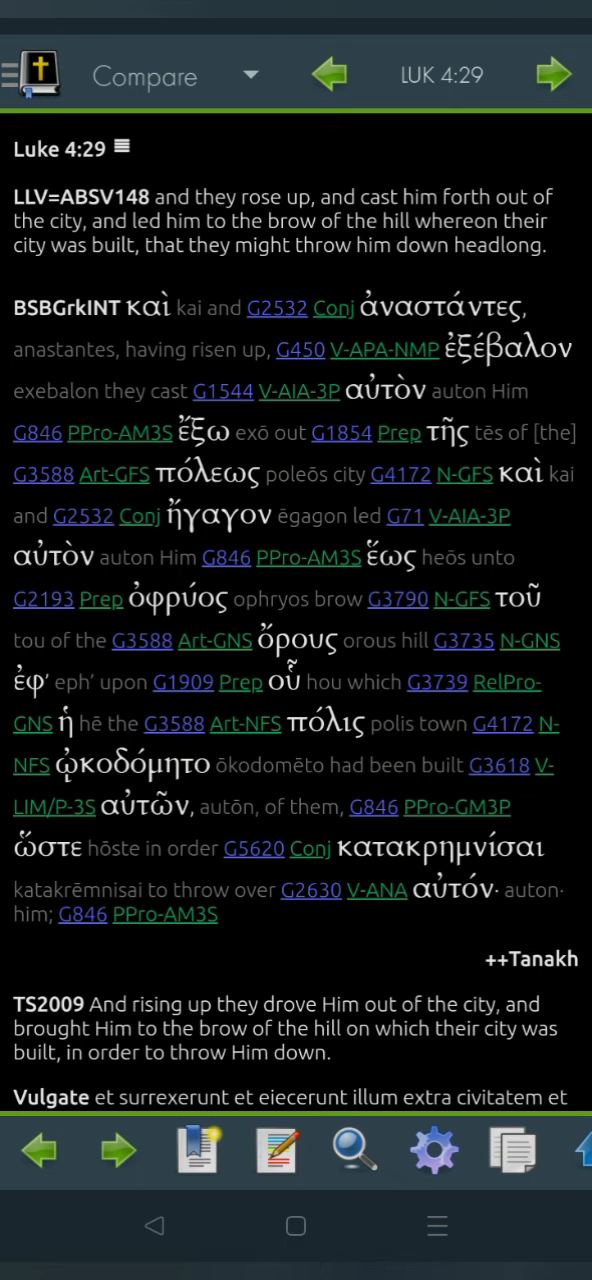 Compare
LUK 4:29
Luke 4:29
LLV=ABSV148 and they rose up, and cast him forth out of
the city, and led him to the brow of the hill whereon their
city was built, that they might throw him down headlong.
BSBGrkINT καὶ kai and G2532 Conj ἀναστάντες,
anastantes, having risen up, G450 V-APA-NMP ἐξέβαλον
exebalon they cast G1544 V-AIA-3P αὐτὸν auton Him
G846 PPro-AM3S ἔξω exō out G1854 Prep τῆς tēs of [the]
G3588 Art-GFS πόλεως poleōs city G4172 N-GFS καὶ kai
and G2532 Conj ἤγαγον ēgagon led G71 V-AIA-3P
αὐτὸν auton Him G846 PPro-AM3S ἕως heōs unto
G2193 Prep ὀφρύος ophryos brow G3790 N-GFS τοῦ
tou of the G3588 Art-GNS ὄρους orous hill G3735 N-GNS
ἐφ’ eph’ upon G1909 Prep οὗ hou which G3739 RelPro-
GNS ἡ hē the G3588 Art-NFS πόλις polis town G4172 N-
NFS ᾠκοδόμητο ōkodomēto had been built G3618 V-
LIM/P-3S αὐτῶν, autōn, of them, G846 PPro-GM3P
ὥστε hōste in order G5620 Conj κατακρημνίσαι
katakrēmnisai to throw over G2630 V-ANA αὐτόν· auton·
him; G846 PPro-AM3S
++Tanakh
TS2009 And rising up they drove Him out of the city, and
brought Him to the brow of the hill on which their city was
built, in order to throw Him down.
Vulgate et surrexerunt et eiecerunt illum extra civitatem et